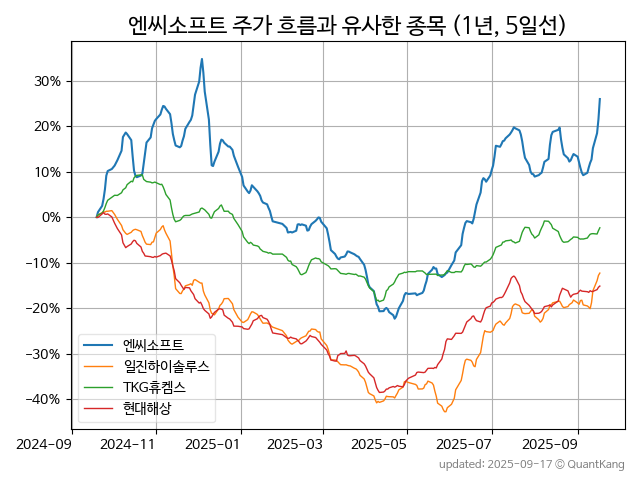 엔씨소프트 주가 흐름과 유사한 종목 (1년, 5일선)
30%
20%
10%
0%
−10%
−20%
−30%
−40%
엔씨소프트
일진하이솔루스
TKG휴켐스
현대해상
2024-09 2024-11 2025-01 2025-03 2025-05 2025-07 2025-09
updated: 2025-09-17 © QuantKang